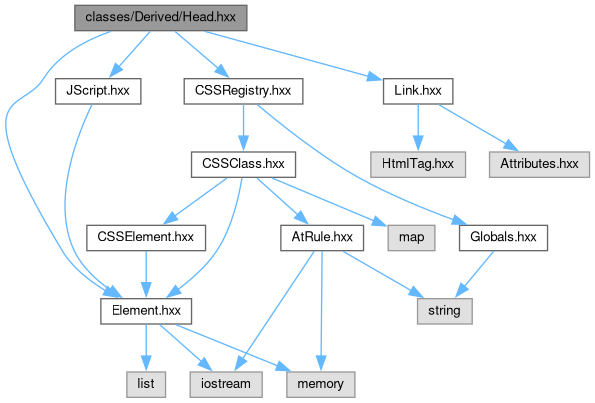 classes/Derived/Head.hxx
JScript.hxx
CSSRegistry.hxx
Link.hxx
CSSClass.hxx
HtmlTag.hxx
Attributes.hxx
CSSElement.hxx
AtRule.hxx
map
Globals.hxx
Element.hxx
string
list
iostream
memory